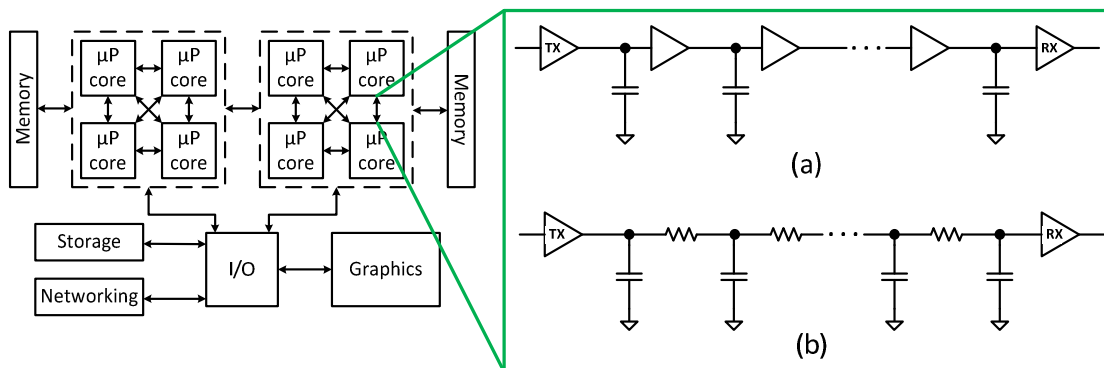 Memory
μP
core
μP
core
μP
core
μP
core
μP
core
μP
core
μP
core
μP
core
Memory
Storage
Networking
I/O
Graphics
TX
RX
(a)
TX
RX
(b)